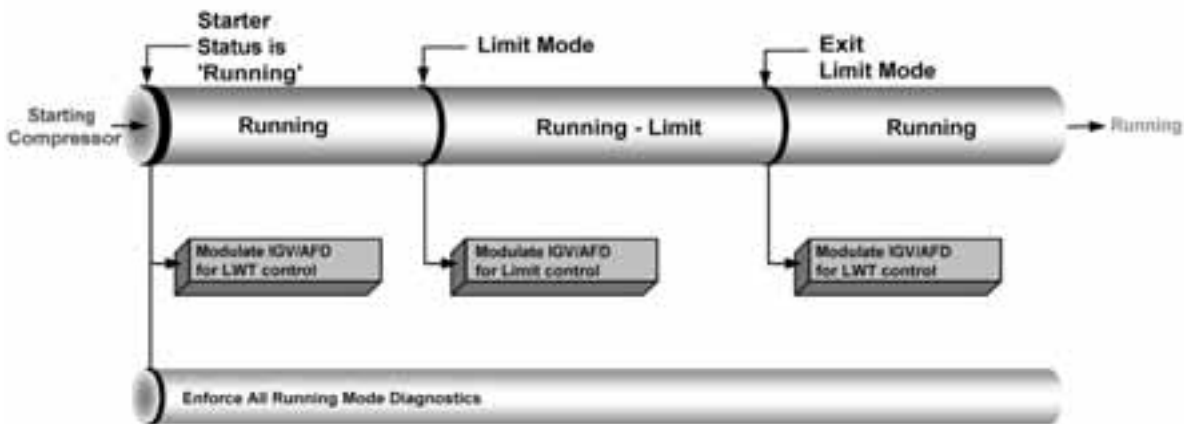 Starter
Status is
'Running'
Limit Mode
Exit
Limit Mode
Starting
Compressor
Running
Running - Limit
Running
Running
Modulate IGV/AFD
for LWT control
Modulate IGV/AFD
for Limit control
Modulate IGV/AFD
for LWT control
Enforce All Running Mode Diagnostics